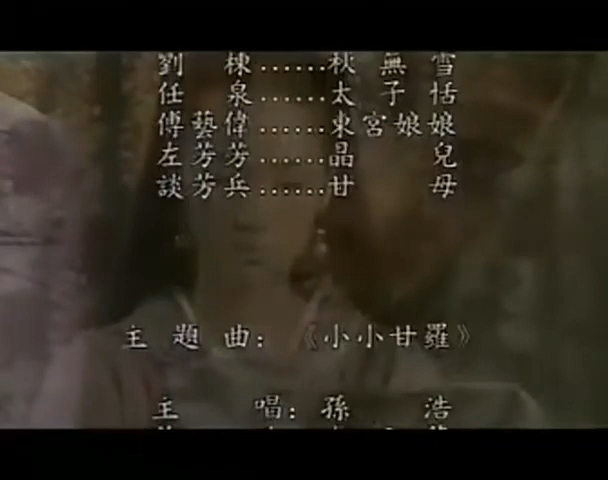 劉棟……秋無雪
任泉……太子恬
傅藝偉……東宮娘娘
左芳芳……晶兒
談芳兵……甘母
主題曲：《小小甘羅》
主唱：孫浩